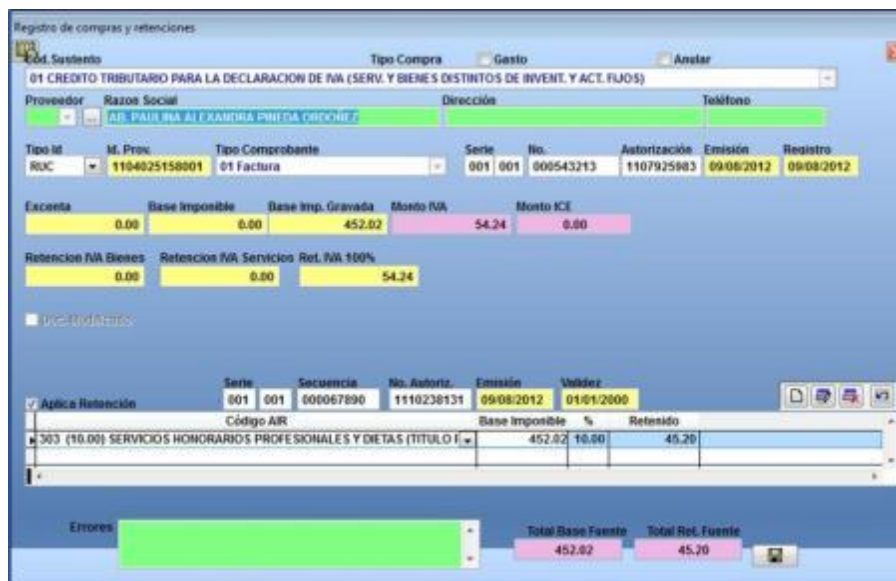 Registro de compras y retenciones
Cód. Sustento Tipo Compra Gasto Anular
01 CREDITO TRIBUTARIO PARA LA DECLARACION DE IVA (SERV. Y BIENES DISTINTOS DE INVENT. Y ACT. FIJOS)
Proveedor Razon Social Dirección Teléfono
... AB. PAULINA ALEXANDRA PINEDA ORDOÑEZ
Tipo Id Id. Prov. Tipo Comprobante Serie No. Autorización Emisión Registro
RUC 1104025158001 01 Factura 001 001 000543213 1107925983 09/08/2012 09/08/2012
Excenta Base Imponible Base Imp. Gravada Monto IVA Monto ICE
0.00 0.00 452.02 54.24 0.00
Retencion IVA Bienes Retencion IVA Servicios Ret. IVA 100%
0.00 0.00 54.24
Serie Secuencia No. Autoriz. Emisión Validez
Aplica Retención 001 001 000067890 1110238131 09/08/2012 01/01/2000
Código AIR Base Imponible % Retenido
303 (10.00) SERVICIOS HONORARIOS PROFESIONALES Y DIETAS (TITULO 452.02 10.00 45.20
Errores Total Base Fuente Total Ret. Fuente
452.02 45.20